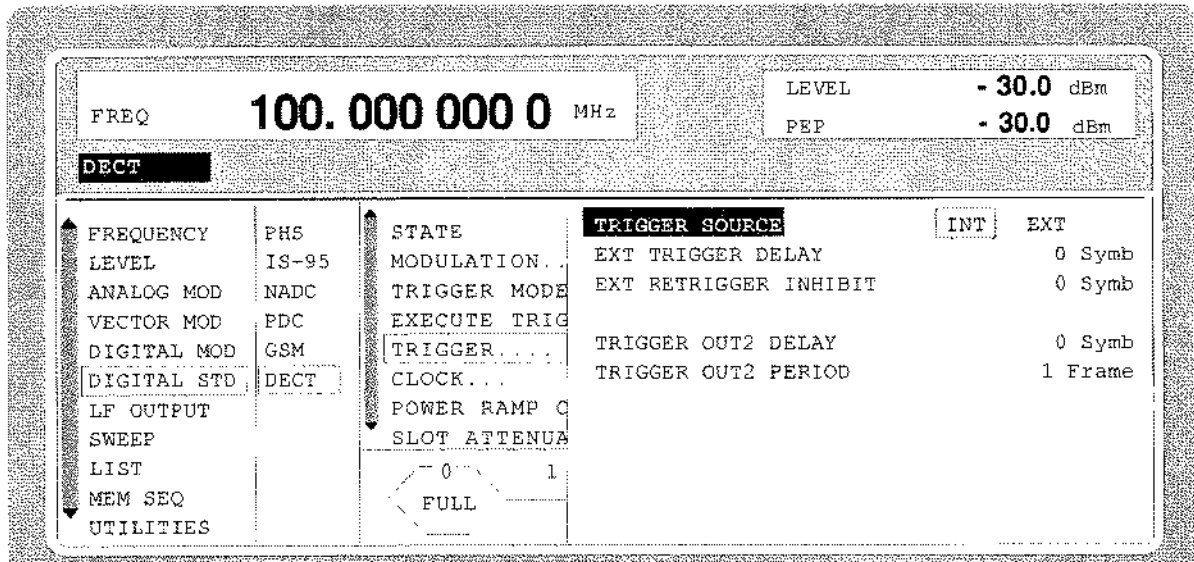 FREQ 100. 000 000 0 MHz
LEVEL - 30.0 dBm
PEP - 30.0 dBm
DECT
FREQUENCY
LEVEL
ANALOG MOD
VECTOR MOD
DIGITAL MOD
DIGITAL STD
LF OUTPUT
SWEEP
LIST
MEM SEQ
UTILITIES
PHS
IS-95
NADC
PDC
GSM
DECT
STATE
MODULATION..
TRIGGER MODE
EXECUTE TRIG
TRIGGER....
CLOCK...
POWER RAMP C
SLOT ATTENUA
0 1
FULL
TRIGGER SOURCE INT EXT
EXT TRIGGER DELAY 0 Symb
EXT RETRIGGER INHIBIT 0 Symb
TRIGGER OUT2 DELAY 0 Symb
TRIGGER OUT2 PERIOD 1 Frame